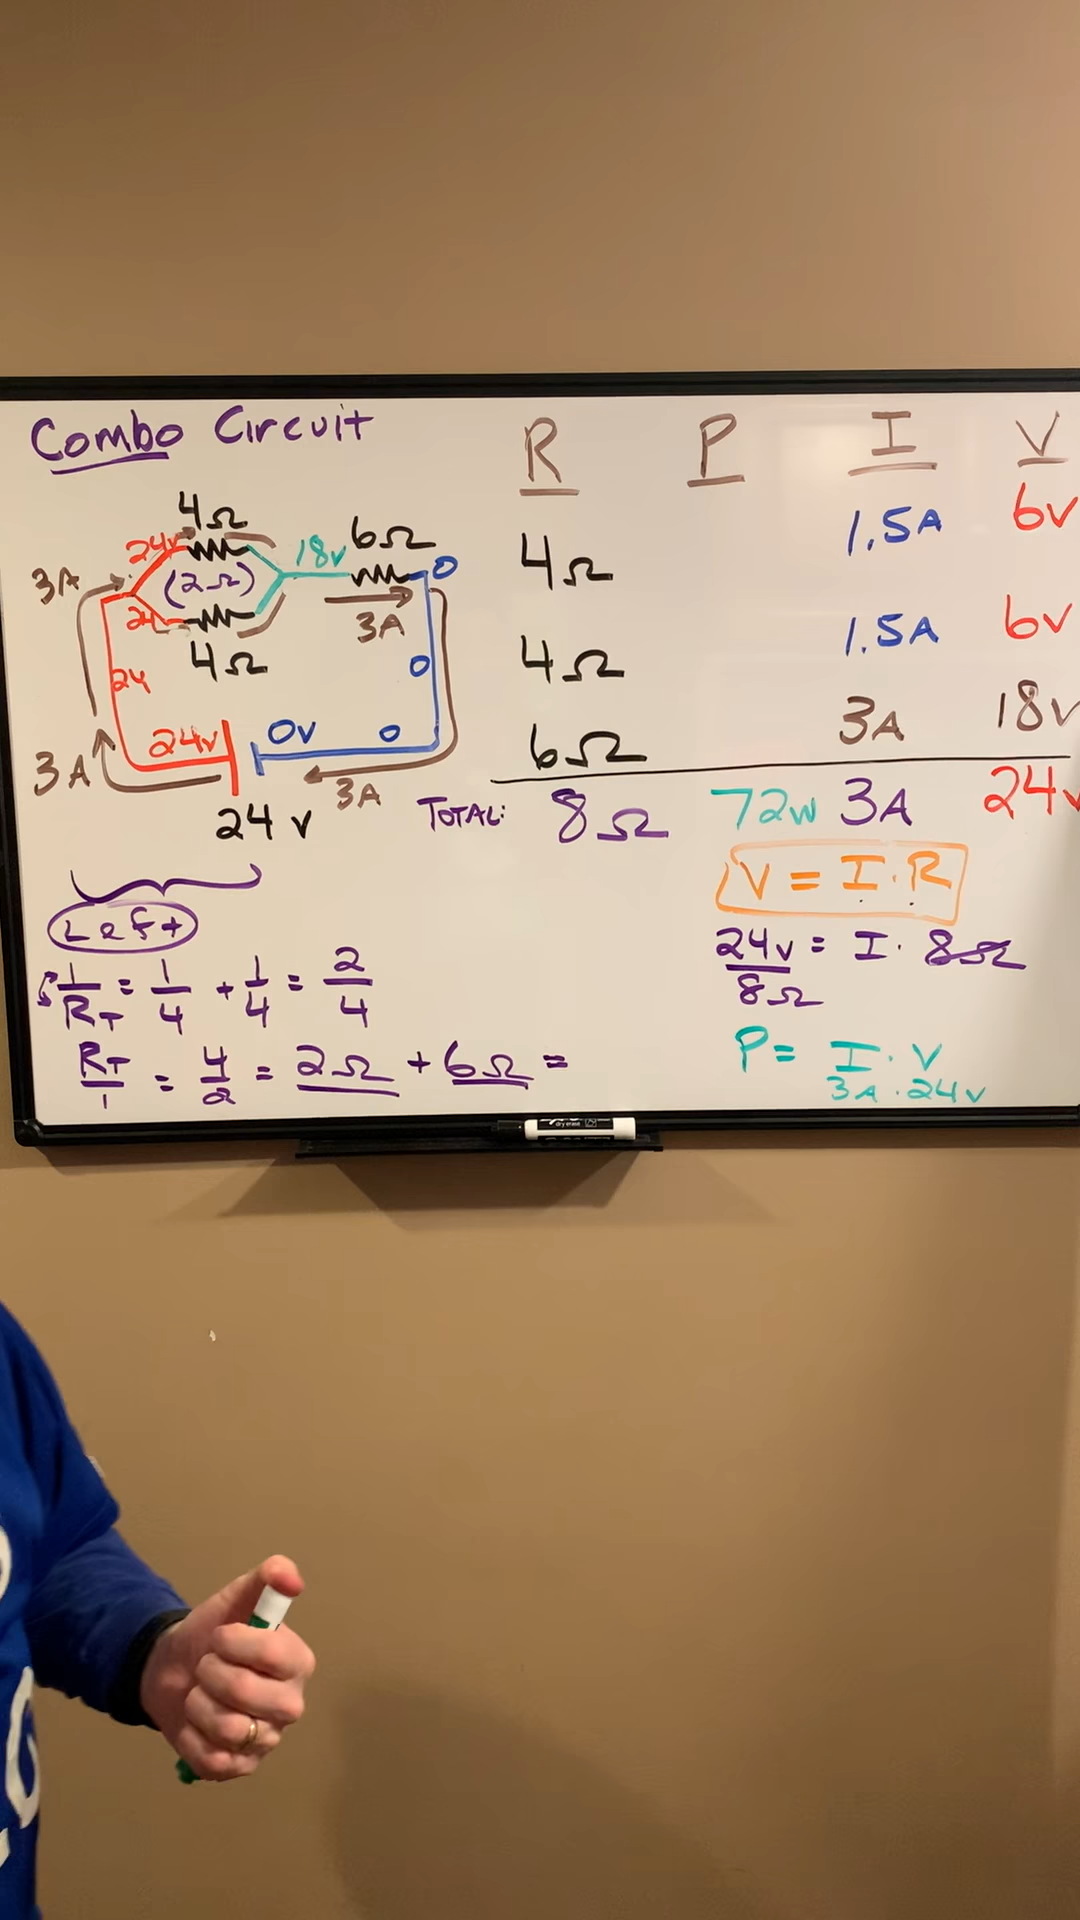 Combo Circuit
R P I V
4Ω
6Ω
24v
18v
0
3A
(2Ω)
24
3A
4Ω
24
0
24v
0v
0
3A
3A
24 v
4Ω 1.5A 6v
4Ω 1.5A 6v
6Ω 3A 18v
TOTAL: 8Ω 72w 3A 24v
V = I · R
24v = I · 8Ω
8Ω
P = I · V
3A · 24v
Left
1/RT = 1/4 + 1/4 = 2/4
RT/1 = 4/2 = 2Ω + 6Ω =
dry erase